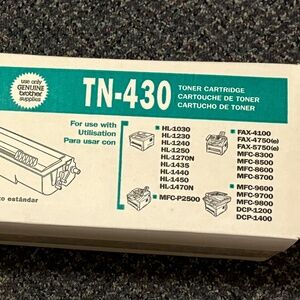 use only
GENUINE
brother
supplies
TN-430
TONER CARTRIDGE
CARTOUCHE DE TONER
CARTUCHO DE TONER
For use with
Utilisation
Para usar con
HL-1030
HL-1230
HL-1240
HL-1250
HL-1270N
HL-1435
HL-1440
HL-1450
HL-1470N
MFC-P2500
FAX-4100
FAX-4750(e)
FAX-5750(e)
MFC-8300
MFC-8500
MFC-8600
MFC-8700
MFC-9600
MFC-9700
MFC-9800
DCP-1200
DCP-1400
estándar